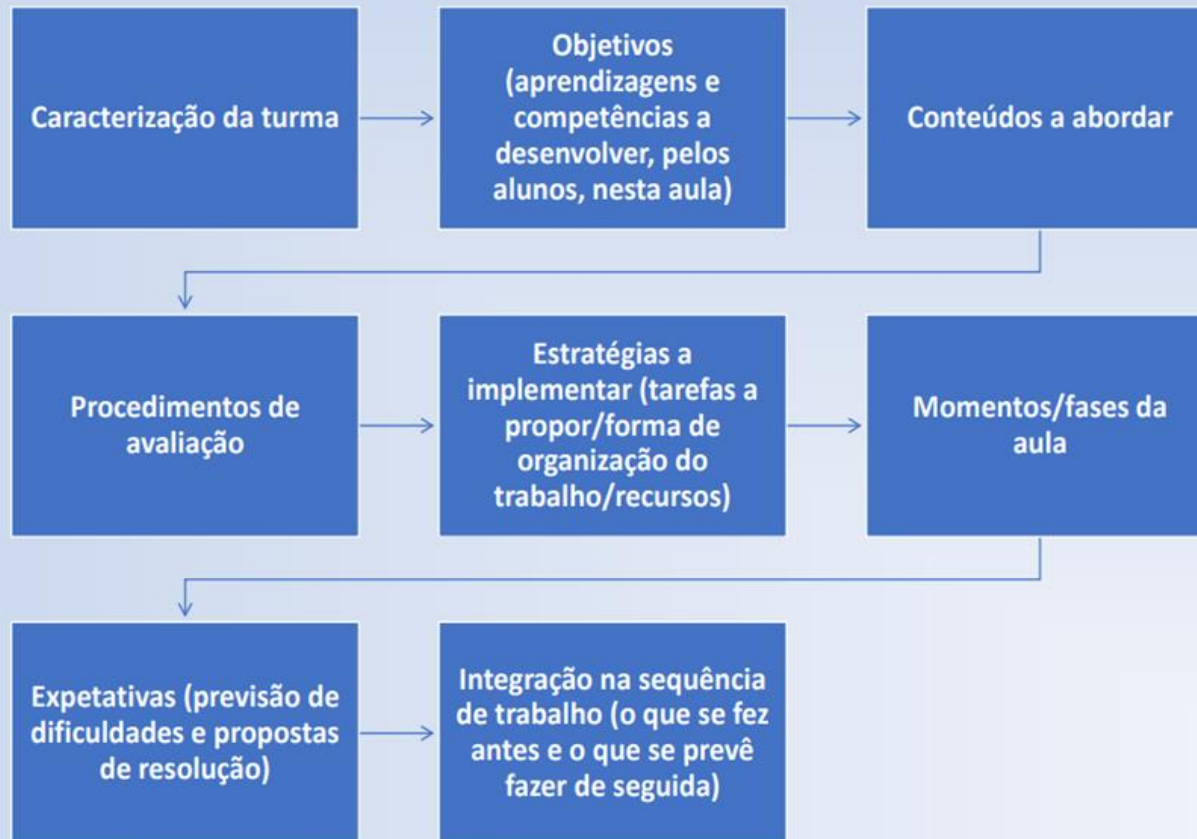 Caracterização da turma
Objetivos
(aprendizagens e
competências a
desenvolver, pelos
alunos, nesta aula)
Conteúdos a abordar
Procedimentos de
avaliação
Estratégias a
implementar (tarefas a
propor/forma de
organização do
trabalho/recursos)
Momentos/fases da
aula
Expetativas (previsão de
dificuldades e propostas
de resolução)
Integração na sequência
de trabalho (o que se fez
antes e o que se prevê
fazer de seguida)